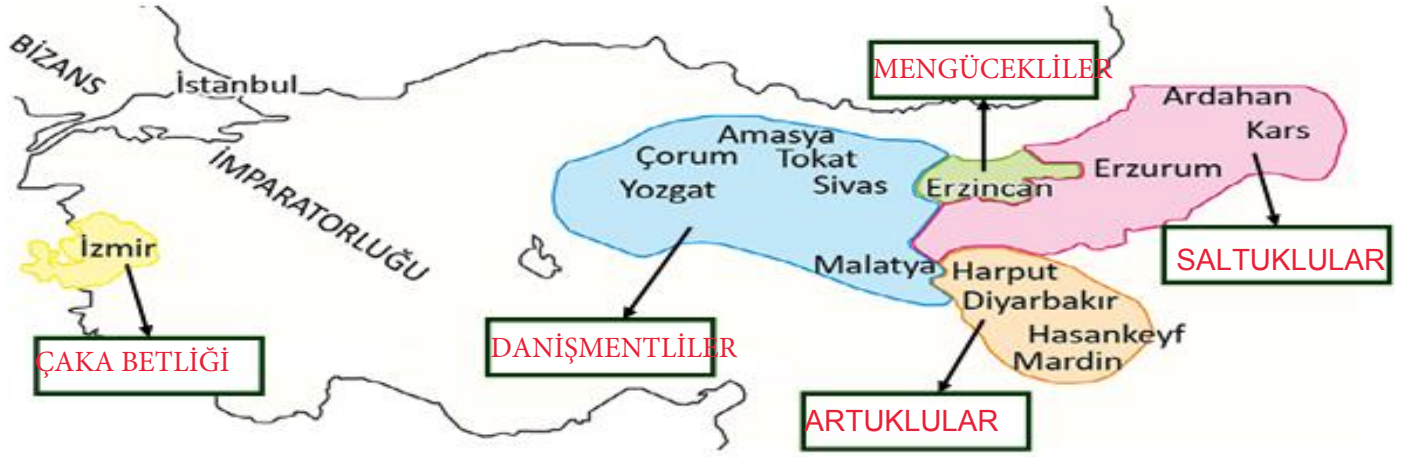 BİZANS
İMPARATORLUĞU
İstanbul
MENGÜCEKLİLER
Ardahan
Kars
Amasya
Çorum
Tokat
Erzurum
Yozgat
Sivas
Erzincan
İzmir
SALTUKLULAR
Malatya
Harput
Diyarbakır
Hasankeyf
Mardin
ÇAKA BETLİĞİ
DANİŞMENTLİLER
ARTUKLULAR